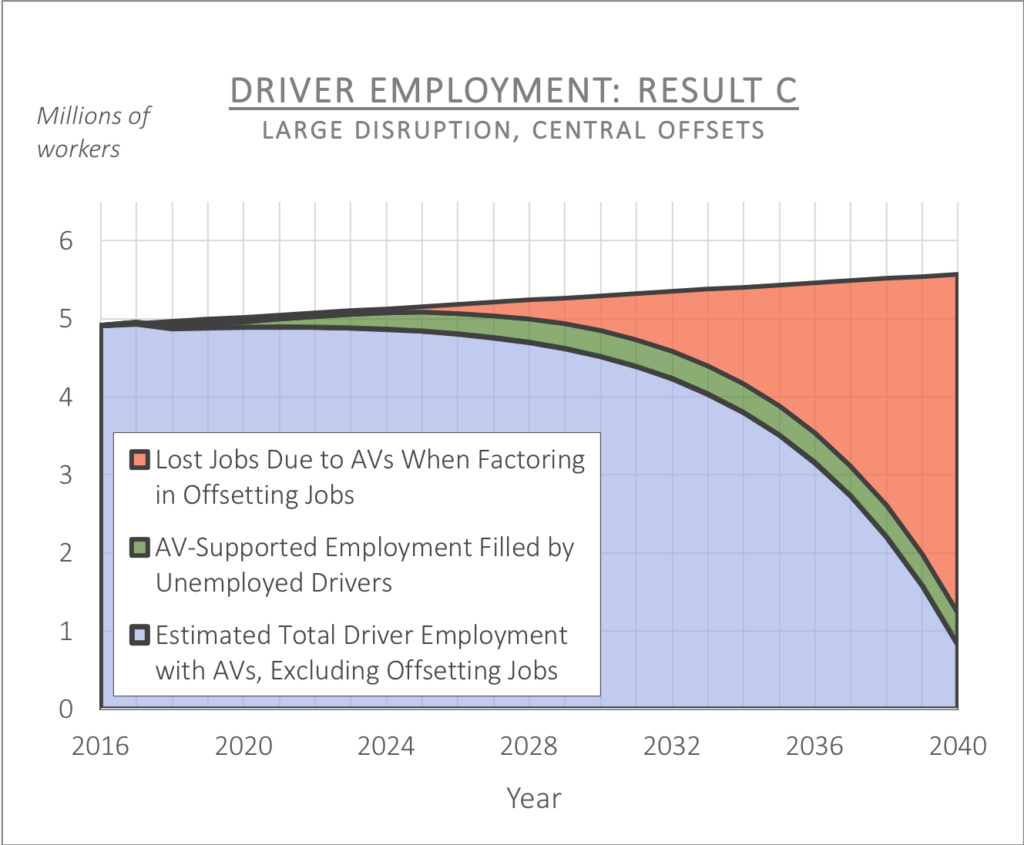 DRIVER EMPLOYMENT: RESULT C
LARGE DISRUPTION, CENTRAL OFFSETS
Millions of
workers
6
5
4
3
2
1
0
Lost Jobs Due to AVs When Factoring
in Offsetting Jobs
AV-Supported Employment Filled by
Unemployed Drivers
Estimated Total Driver Employment
with AVs, Excluding Offsetting Jobs
2016 2020 2024 2028 2032 2036 2040
Year